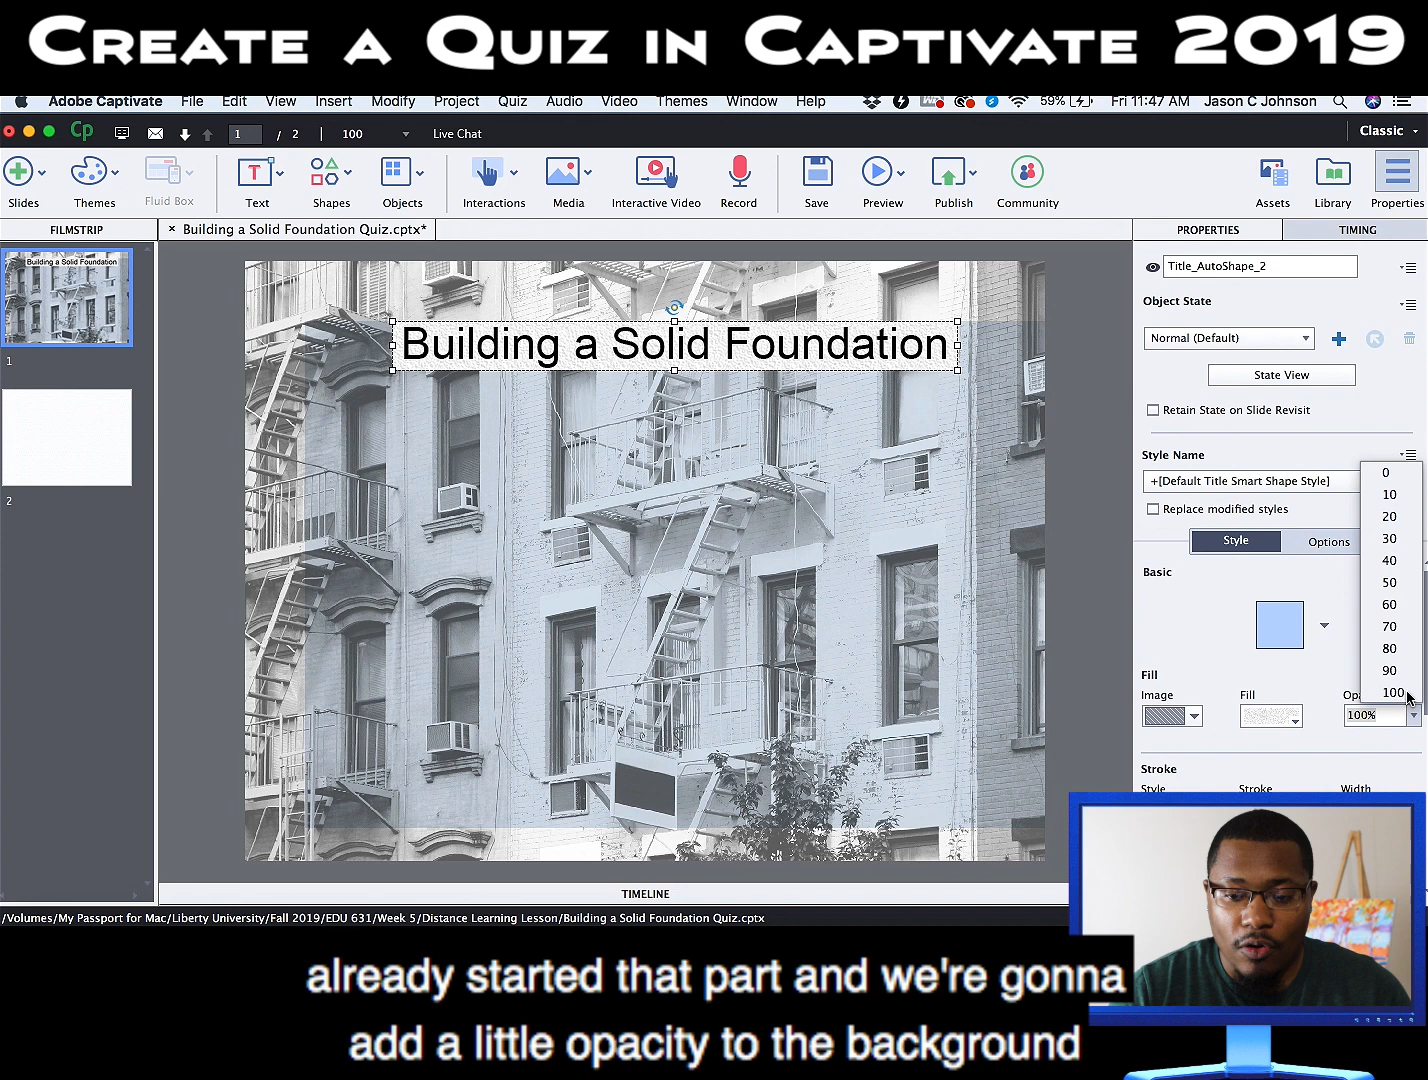 CREATE A QUIZ IN CAPTIVATE 2019
Adobe Captivate File Edit View Insert Modify Project Quiz Audio Video Themes Window Help 59% Fri 11:47 AM Jason C Johnson
Cp 1 / 2 100 Live Chat Classic
Slides Themes Fluid Box Text Shapes Objects Interactions Media Interactive Video Record Save Preview Publish Community Assets Library Properties
FILMSTRIP × Building a Solid Foundation Quiz.cptx* PROPERTIES TIMING
Building a Solid Foundation
1
2
Building a Solid Foundation
Title_AutoShape_2
Object State
Normal (Default)
State View
Retain State on Slide Revisit
Style Name
+[Default Title Smart Shape Style]
Replace modified styles
Style Options
Basic
0
10
20
30
40
50
60
70
80
90
100
Fill
Image Fill Opa
100%
Stroke
Style Stroke Width
TIMELINE
/Volumes/My Passport for Mac/Liberty University/Fall 2019/EDU 631/Week 5/Distance Learning Lesson/Building a Solid Foundation Quiz.cptx
already started that part and we're gonna
add a little opacity to the background